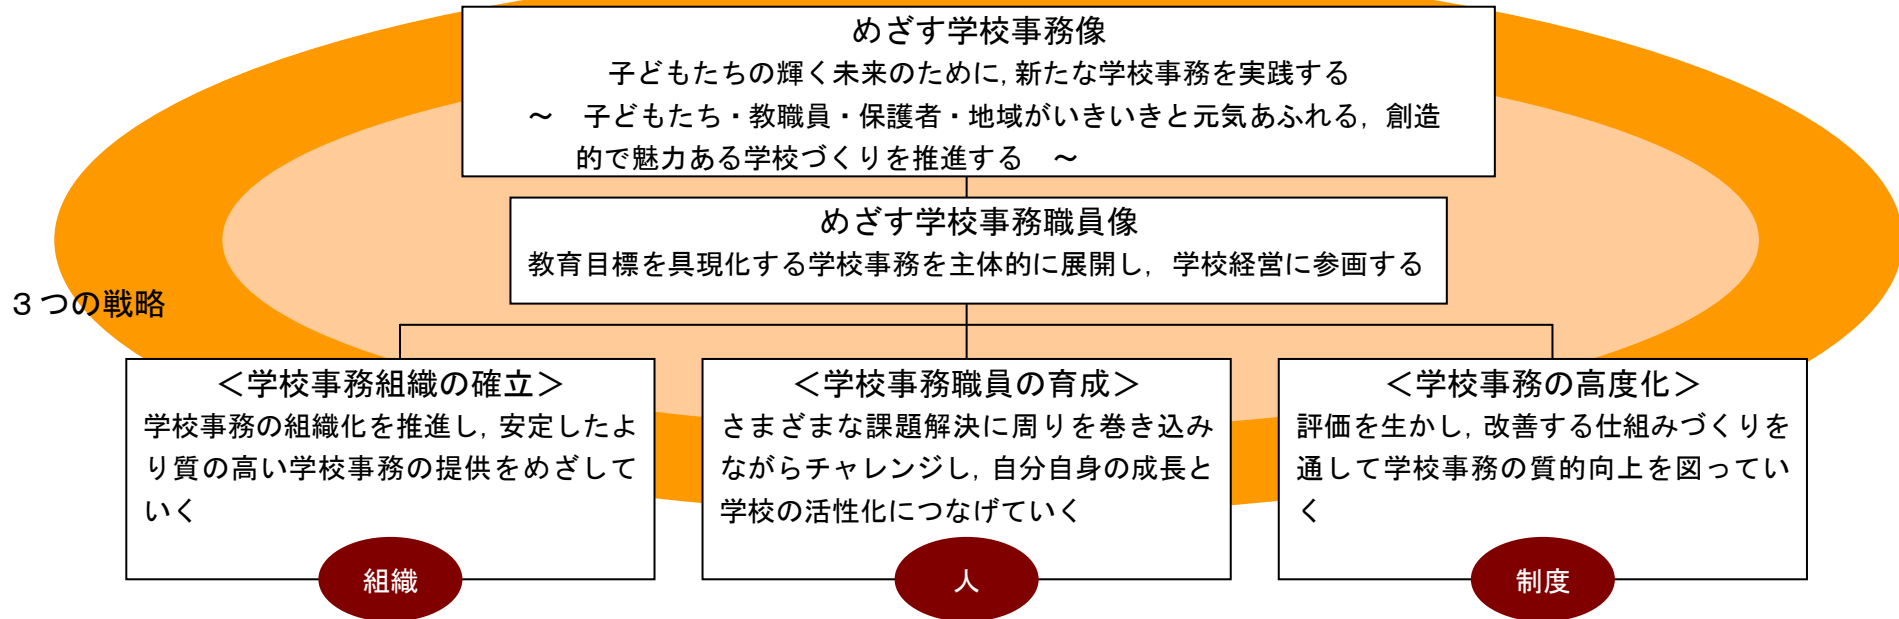 めざす学校事務像
子どもたちの輝く未来のために,新たな学校事務を実践する
～　子どもたち・教職員・保護者・地域がいきいきと元気あふれる，創造
的で魅力ある学校づくりを推進する　～
めざす学校事務職員像
教育目標を具現化する学校事務を主体的に展開し，学校経営に参画する
３つの戦略
＜学校事務組織の確立＞
学校事務の組織化を推進し,安定したよ
り質の高い学校事務の提供をめざして
いく
組織
＜学校事務職員の育成＞
さまざまな課題解決に周りを巻き込み
ながらチャレンジし,自分自身の成長と
学校の活性化につなげていく
人
＜学校事務の高度化＞
評価を生かし,改善する仕組みづくりを
通して学校事務の質的向上を図ってい
く
制度